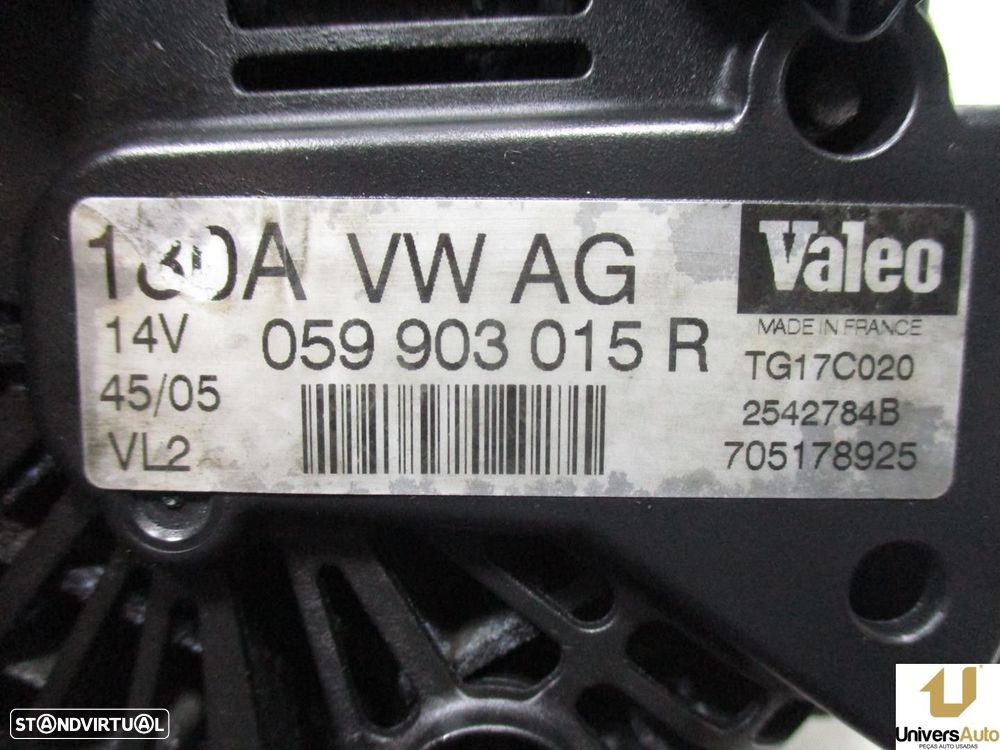 180A VW AG
Valeo
MADE IN FRANCE
14V
059 903 015 R
TG17C020
45/05
2542784B
VL2
705178925
STANDVIRTUAL
UniversAuto
PEÇAS AUTO USADAS